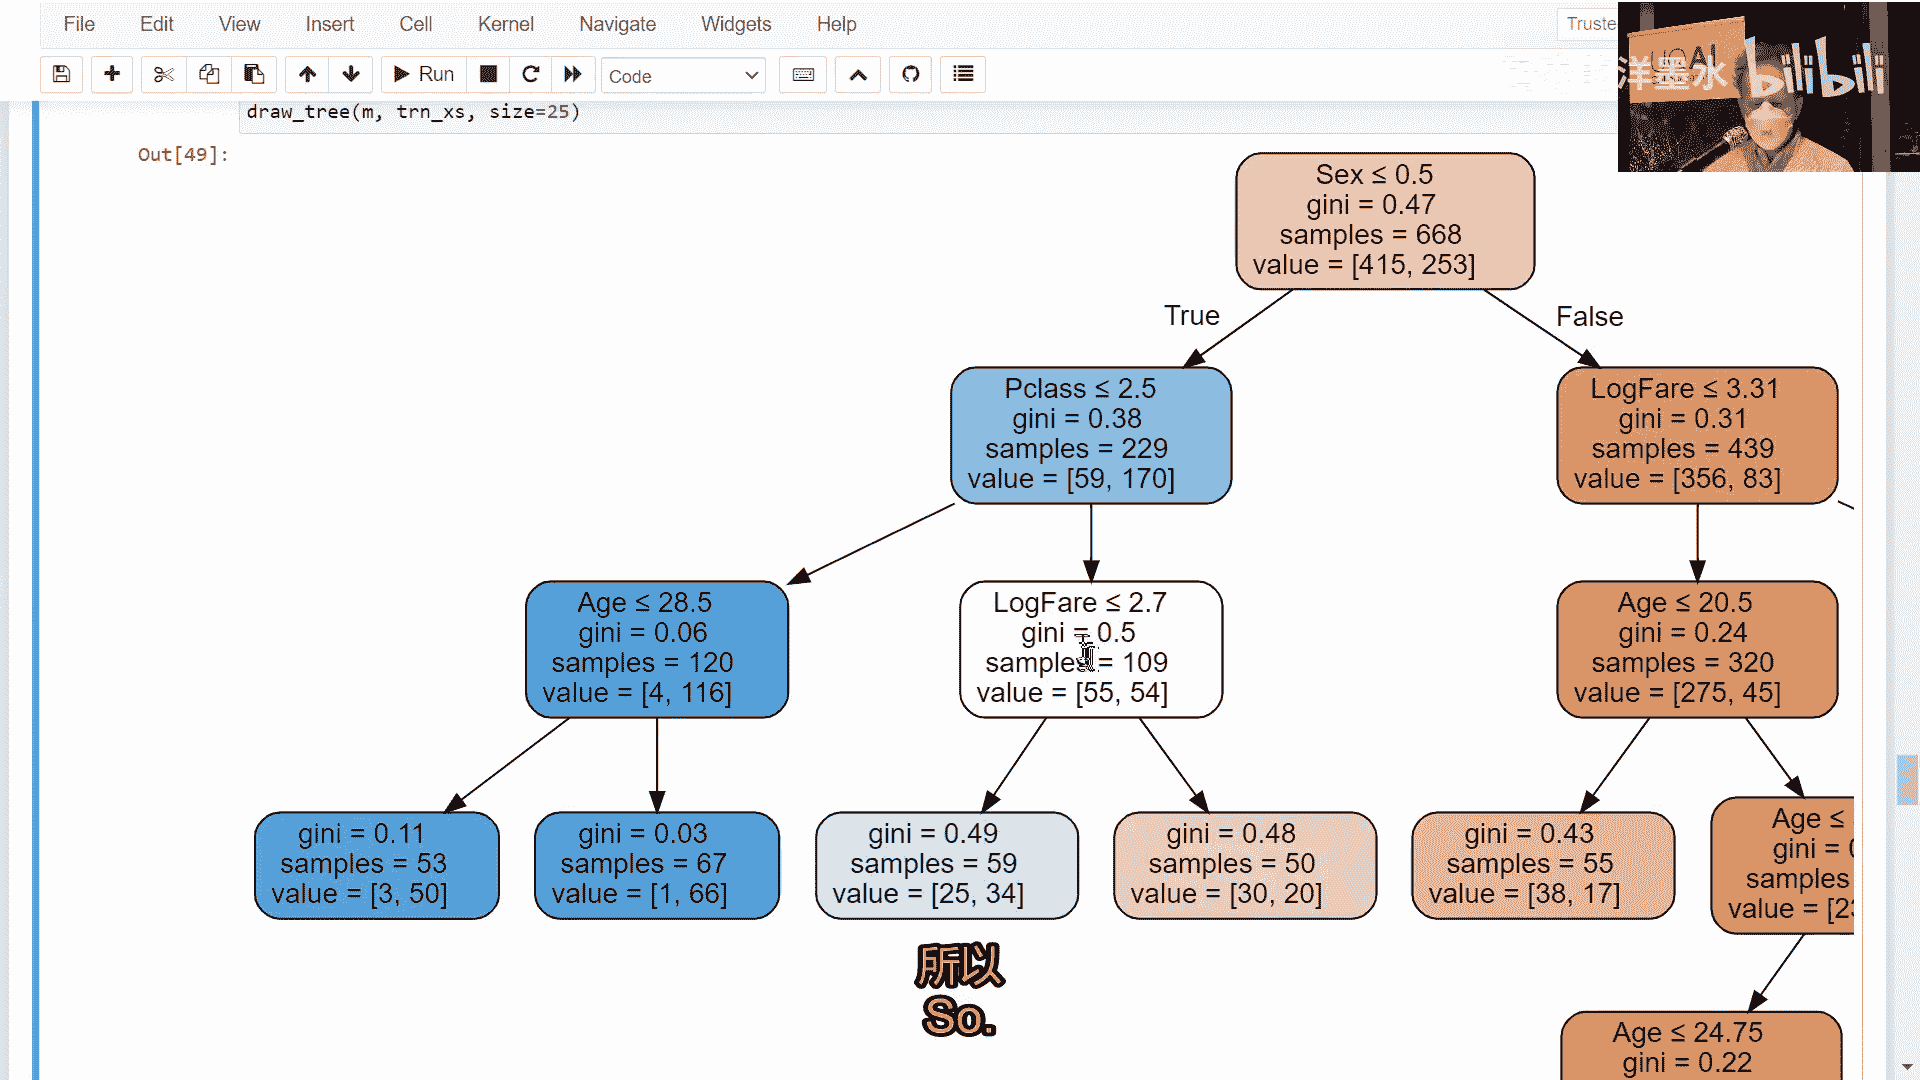 File Edit View Insert Cell Kernel Navigate Widgets Help
Truste
洋墨水 bilibili
Run
Code
draw_tree(m, trn_xs, size=25)
Out[49]:
Sex ≤ 0.5
gini = 0.47
samples = 668
value = [415, 253]
True
False
Pclass ≤ 2.5
gini = 0.38
samples = 229
value = [59, 170]
LogFare ≤ 3.31
gini = 0.31
samples = 439
value = [356, 83]
Age ≤ 28.5
gini = 0.06
samples = 120
value = [4, 116]
LogFare ≤ 2.7
gini = 0.5
samples = 109
value = [55, 54]
Age ≤ 20.5
gini = 0.24
samples = 320
value = [275, 45]
gini = 0.11
samples = 53
value = [3, 50]
gini = 0.03
samples = 67
value = [1, 66]
gini = 0.49
samples = 59
value = [25, 34]
gini = 0.48
samples = 50
value = [30, 20]
gini = 0.43
samples = 55
value = [38, 17]
Age ≤
gini =
samples
value = [23
Age ≤ 24.75
gini = 0.22
所以
So.